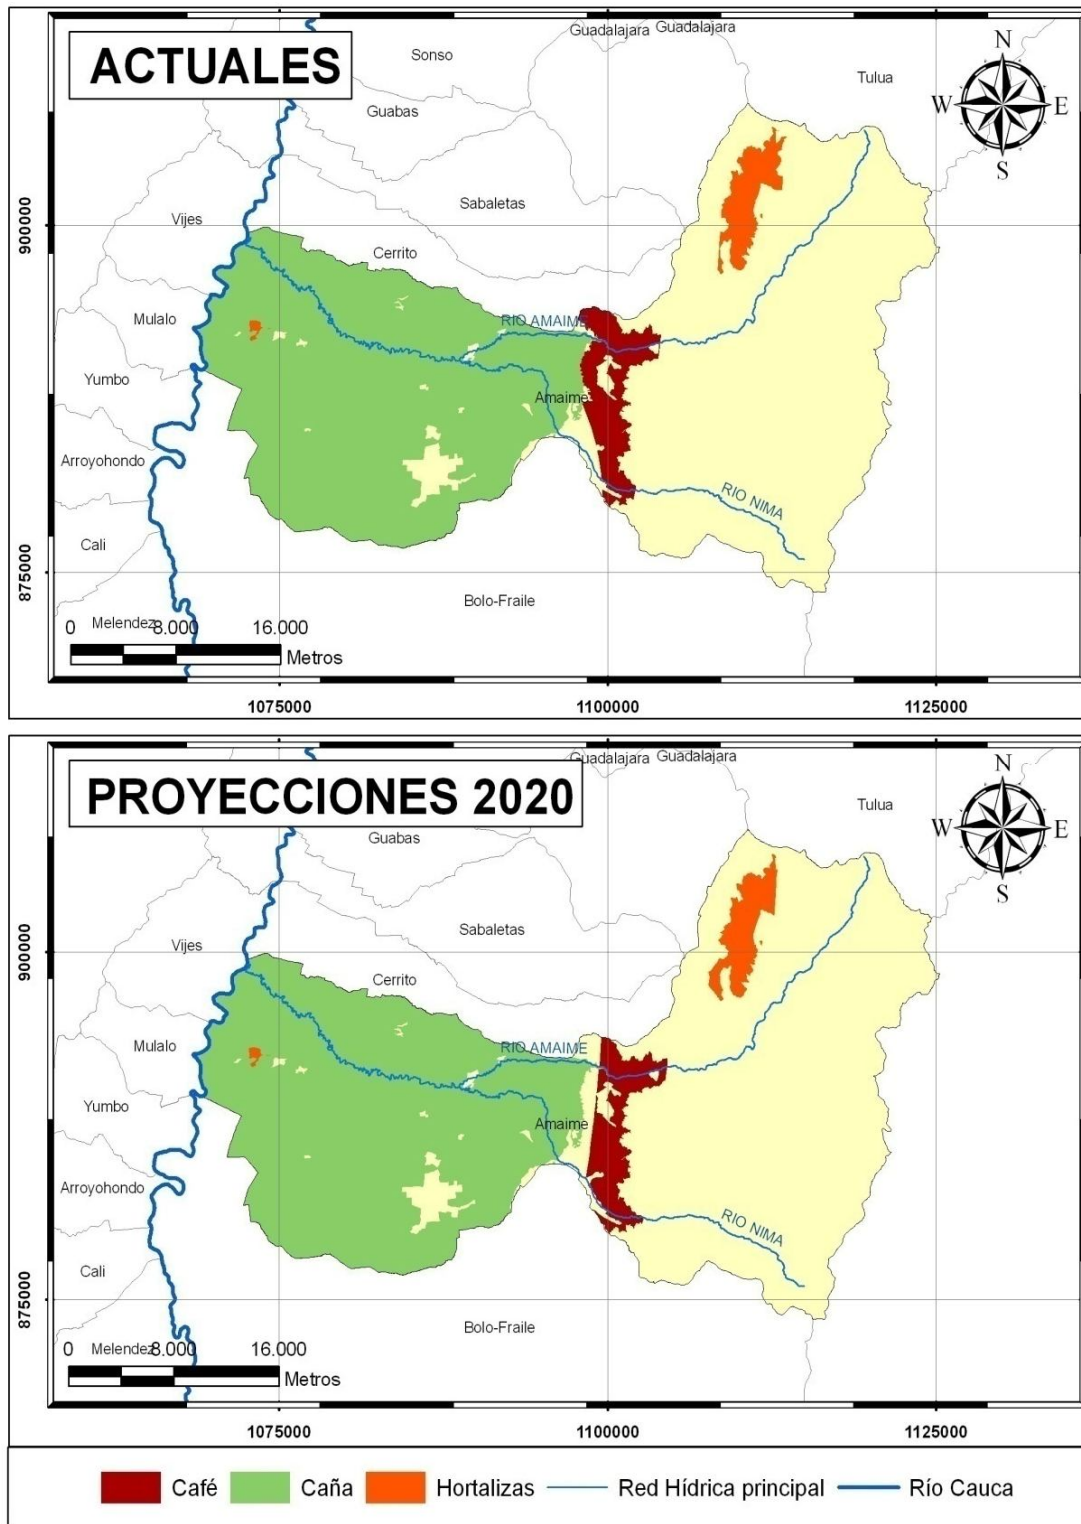 ACTUALES
Guadalajara Guadalajara
Sonso
Tulua
Guabas
N
W E
S
Sabaletas
Vijes
Cerrito
900000
Mulalo
RIO AMAIME
Yumbo
Amaime
Arroyohondo
RIO NIMA
Cali
875000
Bolo-Fraile
Melendez
0 8.000 16.000
Metros
1075000 1100000 1125000
PROYECCIONES 2020
Guadalajara Guadalajara
Tulua
Guabas
N
W E
S
Sabaletas
Vijes
Cerrito
900000
Mulalo
RIO AMAIME
Yumbo
Amaime
Arroyohondo
RIO NIMA
Cali
875000
Bolo-Fraile
Melendez
0 8.000 16.000
Metros
1075000 1100000 1125000
Café Caña Hortalizas Red Hídrica principal Río Cauca